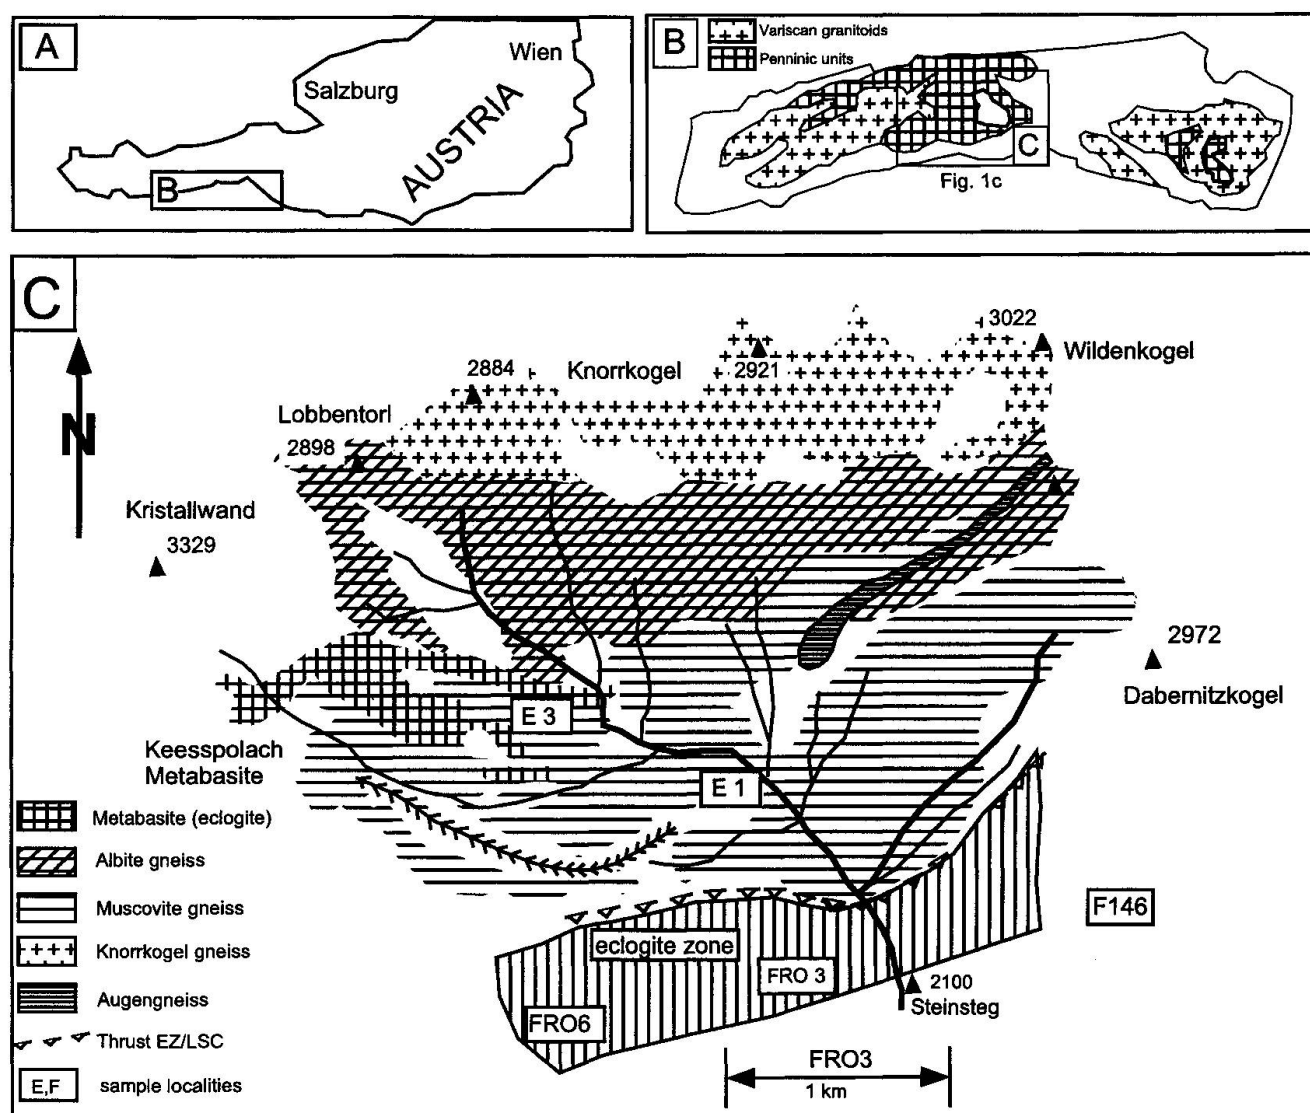 A
Wien
Salzburg
AUSTRIA
B
B
Variscan granitoids
Penninic units
C
Fig. 1c
C
N
3022
Wildenkogel
2884
Knorrkogel
2921
Lobbentorl
2898
Kristallwand
3329
2972
Dabernitzkogel
E 3
Keesspolach
Metabasite
E 1
Metabasite (eclogite)
Albite gneiss
Muscovite gneiss
Knorrkogel gneiss
Augengneiss
Thrust EZ/LSC
E,F sample localities
F146
eclogite zone
FRO 3
2100
Steinsteg
FRO6
FRO3
1 km